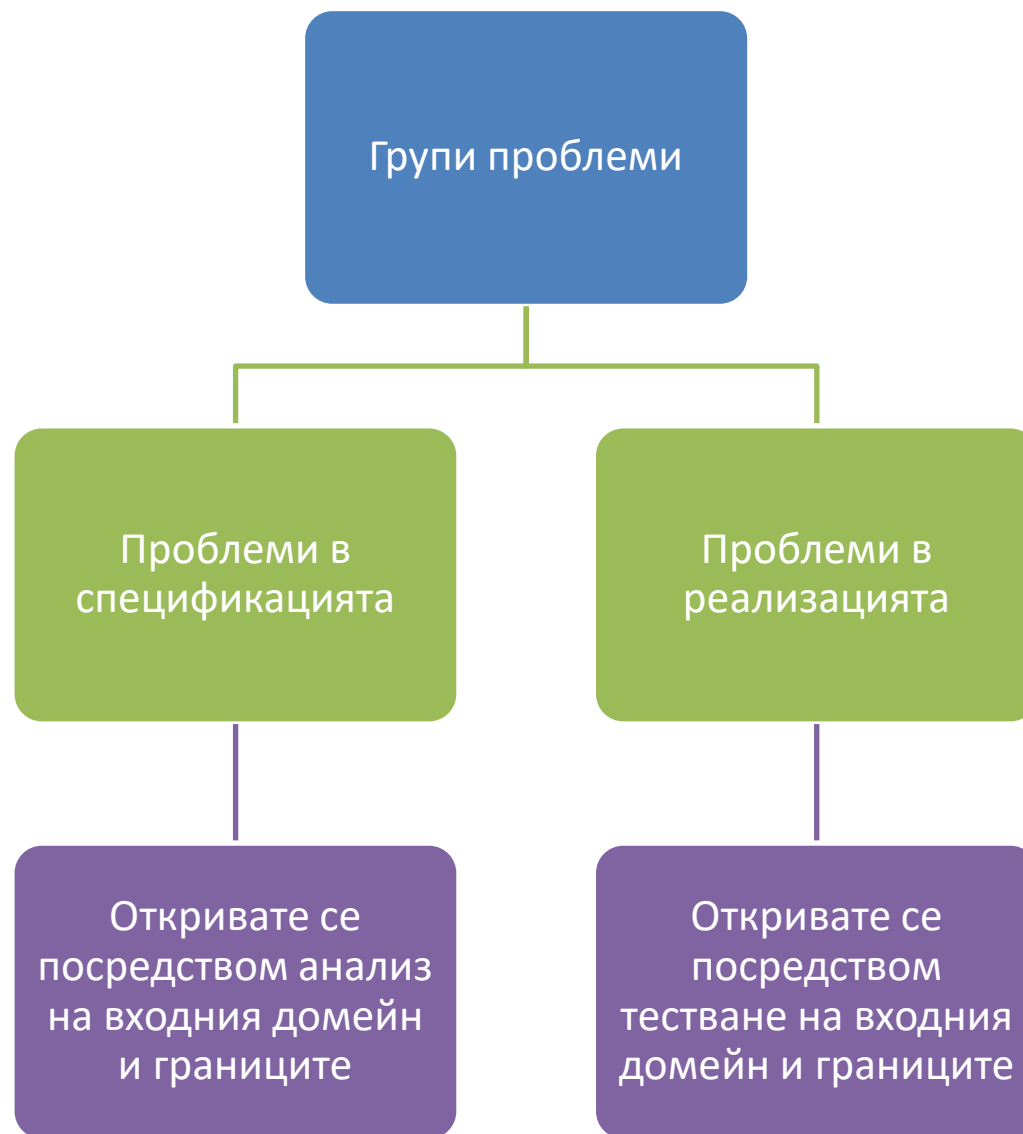 Групи проблеми
Проблеми в
спецификацията
Проблеми в
реализацията
Откривате се
посредством анализ
на входния домейн
и границите
Откривате се
посредством
тестване на входния
домейн и границите